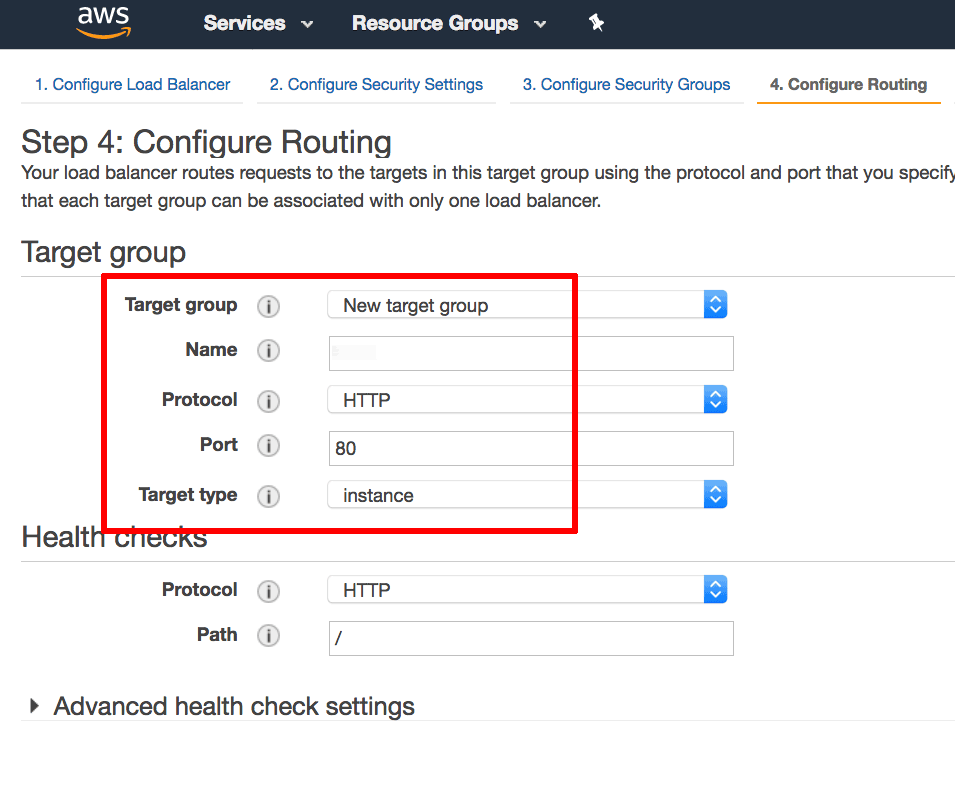 aws Services Resource Groups
1. Configure Load Balancer 2. Configure Security Settings 3. Configure Security Groups 4. Configure Routing
Step 4: Configure Routing
Your load balancer routes requests to the targets in this target group using the protocol and port that you specify
that each target group can be associated with only one load balancer.
Target group
Target group i New target group
Name i
Protocol i HTTP
Port i 80
Target type i instance
Health checks
Protocol i HTTP
Path i /
Advanced health check settings